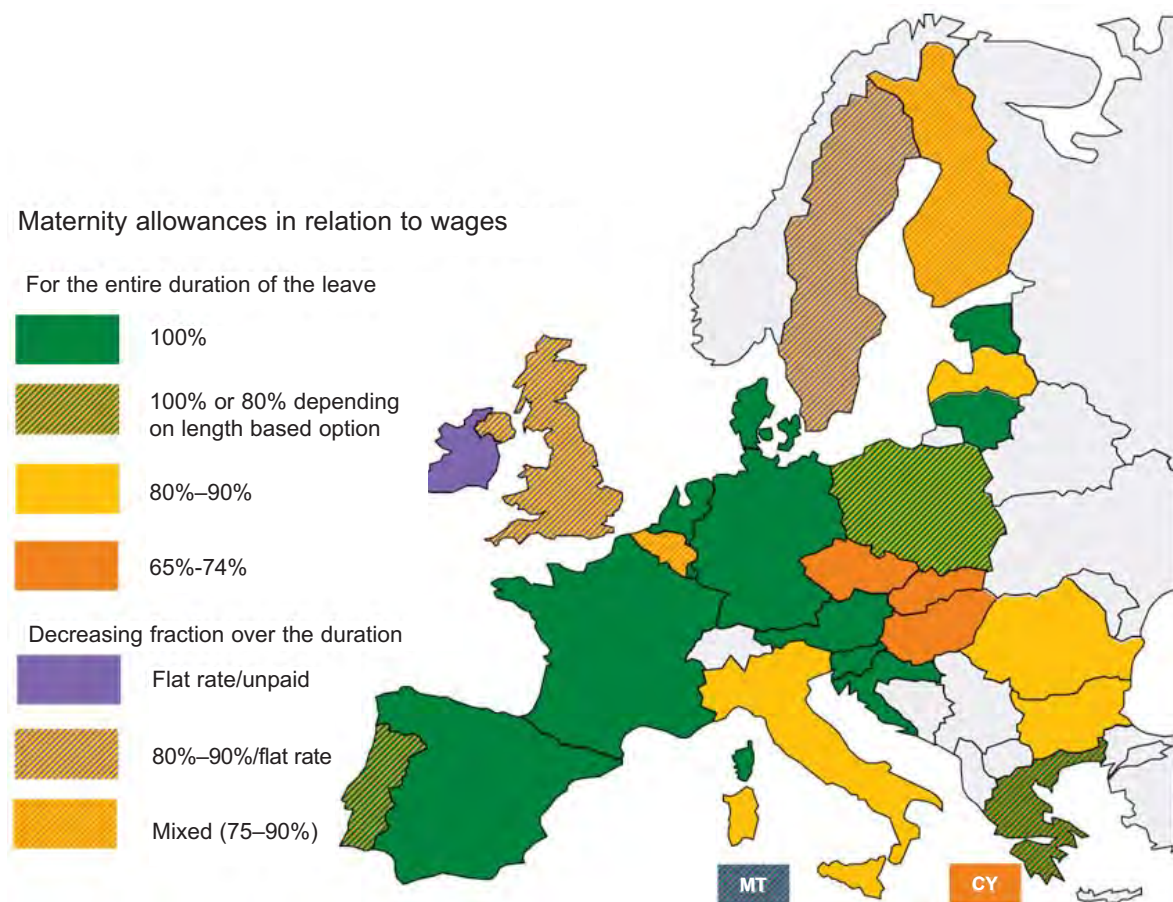 Maternity allowances in relation to wages
For the entire duration of the leave
100%
100% or 80% depending
on length based option
80%–90%
65%-74%
Decreasing fraction over the duration
Flat rate/unpaid
80%–90%/flat rate
Mixed (75–90%)
MT
CY